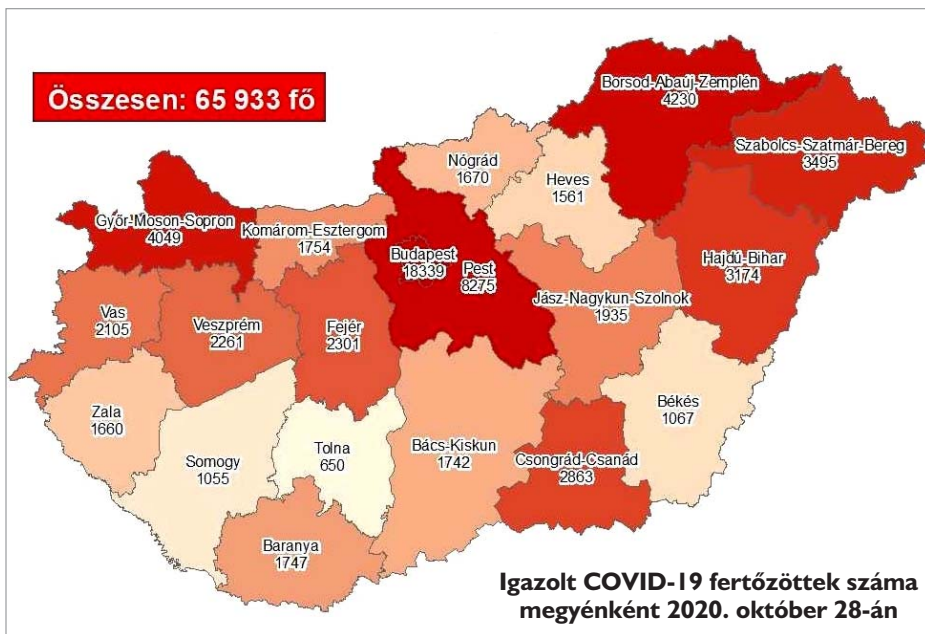 Összesen: 65 933 fő
Borsod-Abaúj-Zemplén
4230
Szabolcs-Szatmár-Bereg
3495
Nógrád
1670
Heves
1561
Győr-Moson-Sopron
4049
Komárom-Esztergom
1754
Budapest
18339
Pest
8275
Hajdú-Bihar
3174
Jász-Nagykun-Szolnok
1935
Vas
2105
Veszprém
2261
Fejér
2301
Zala
1660
Somogy
1055
Tolna
650
Bács-Kiskun
1742
Csongrád-Csanád
2863
Békés
1067
Baranya
1747
Igazolt COVID-19 fertőzöttek száma
megyénként 2020. október 28-án